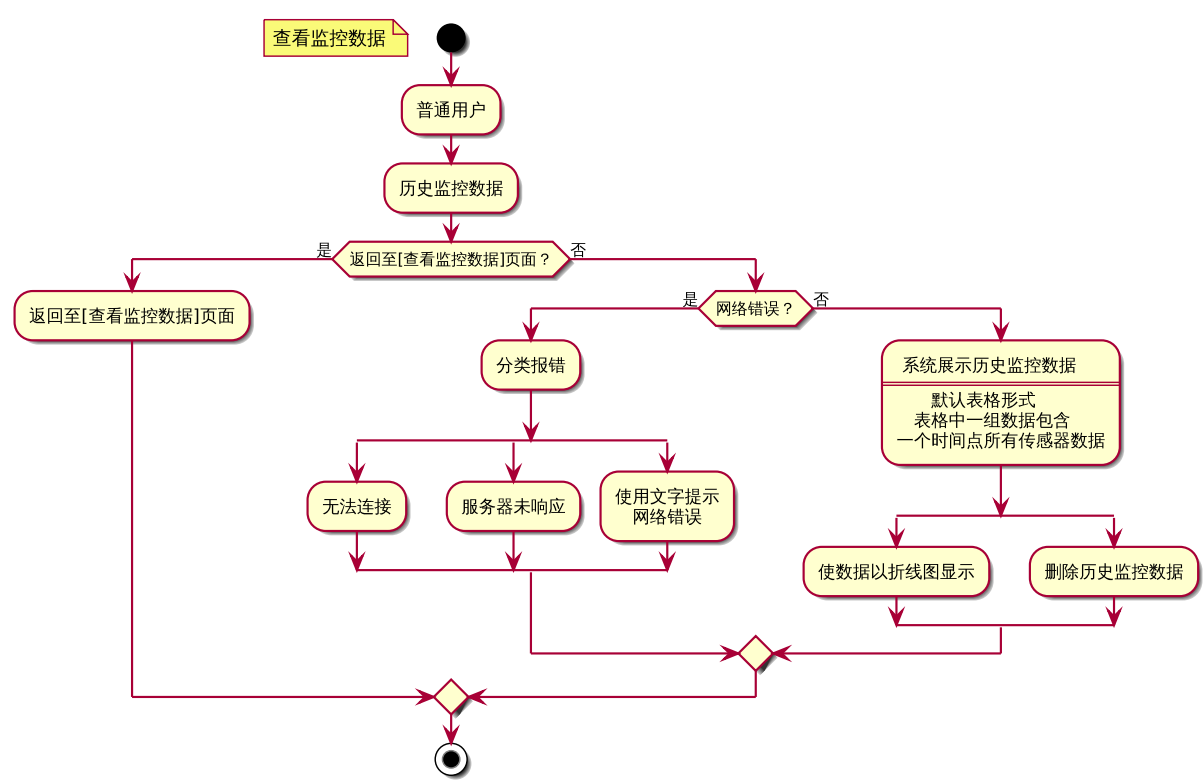 查看监控数据
普通用户
历史监控数据
是
返回至[查看监控数据]页面？
否
返回至[查看监控数据]页面
是
网络错误？
否
分类报错
系统展示历史监控数据
默认表格形式
表格中一组数据包含
一个时间点所有传感器数据
无法连接
服务器未响应
使用文字提示
网络错误
使数据以折线图显示
删除历史监控数据